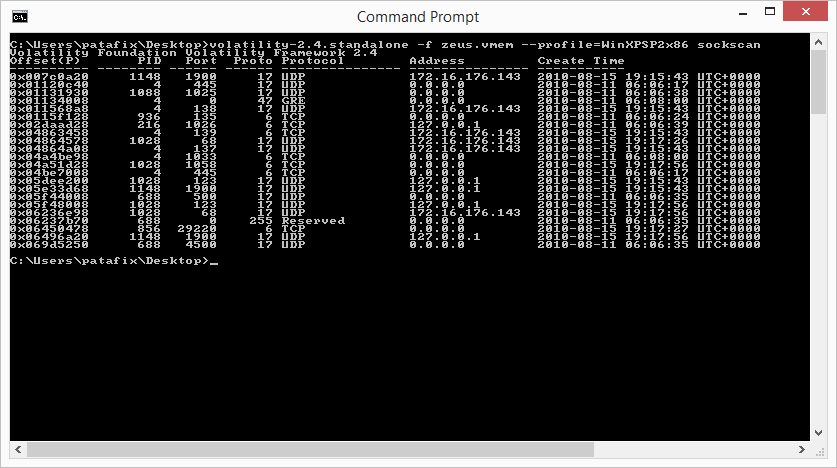 Command Prompt
C:\Users\patafix\Desktop>volatility-2.4.standalone -f zeus.vmem --profile=WinXPSP2x86 sockscan
Volatility Foundation Volatility Framework 2.4
Offset(P) PID Port Proto Protocol Address Create Time
---------- -------- ------ ------ --------------- --------------- -----------
0x007c0a20 1148 1900 17 UDP 172.16.176.143 2010-08-15 19:15:43 UTC+0000
0x01120c40 4 445 17 UDP 0.0.0.0 2010-08-11 06:06:17 UTC+0000
0x01131930 1088 1025 17 UDP 0.0.0.0 2010-08-11 06:06:38 UTC+0000
0x01134008 4 0 47 GRE 0.0.0.0 2010-08-11 06:08:00 UTC+0000
0x011568a8 4 138 17 UDP 172.16.176.143 2010-08-15 19:15:43 UTC+0000
0x0115f128 936 135 6 TCP 0.0.0.0 2010-08-11 06:06:24 UTC+0000
0x02daad28 216 1026 6 TCP 127.0.0.1 2010-08-11 06:06:39 UTC+0000
0x04863458 4 139 6 TCP 172.16.176.143 2010-08-15 19:15:43 UTC+0000
0x04864578 1028 68 17 UDP 172.16.176.143 2010-08-15 19:17:26 UTC+0000
0x04864a08 4 137 17 UDP 172.16.176.143 2010-08-15 19:15:43 UTC+0000
0x04a4be98 4 1033 6 TCP 0.0.0.0 2010-08-11 06:08:00 UTC+0000
0x04a51d28 1028 1058 6 TCP 0.0.0.0 2010-08-15 19:17:56 UTC+0000
0x04be7008 4 445 6 TCP 0.0.0.0 2010-08-11 06:06:17 UTC+0000
0x05dee200 1028 123 17 UDP 127.0.0.1 2010-08-15 19:15:43 UTC+0000
0x05e33d68 1148 1900 17 UDP 127.0.0.1 2010-08-15 19:15:43 UTC+0000
0x05f44008 688 500 17 UDP 0.0.0.0 2010-08-11 06:06:35 UTC+0000
0x05f48008 1028 123 17 UDP 127.0.0.1 2010-08-15 19:17:56 UTC+0000
0x06236e98 1028 68 17 UDP 172.16.176.143 2010-08-15 19:17:56 UTC+0000
0x06237b70 688 0 255 Reserved 0.0.0.0 2010-08-11 06:06:35 UTC+0000
0x06450478 856 29220 6 TCP 0.0.0.0 2010-08-15 19:17:27 UTC+0000
0x06496a20 1148 1900 17 UDP 127.0.0.1 2010-08-15 19:17:56 UTC+0000
0x069d5250 688 4500 17 UDP 0.0.0.0 2010-08-11 06:06:35 UTC+0000
C:\Users\patafix\Desktop>_